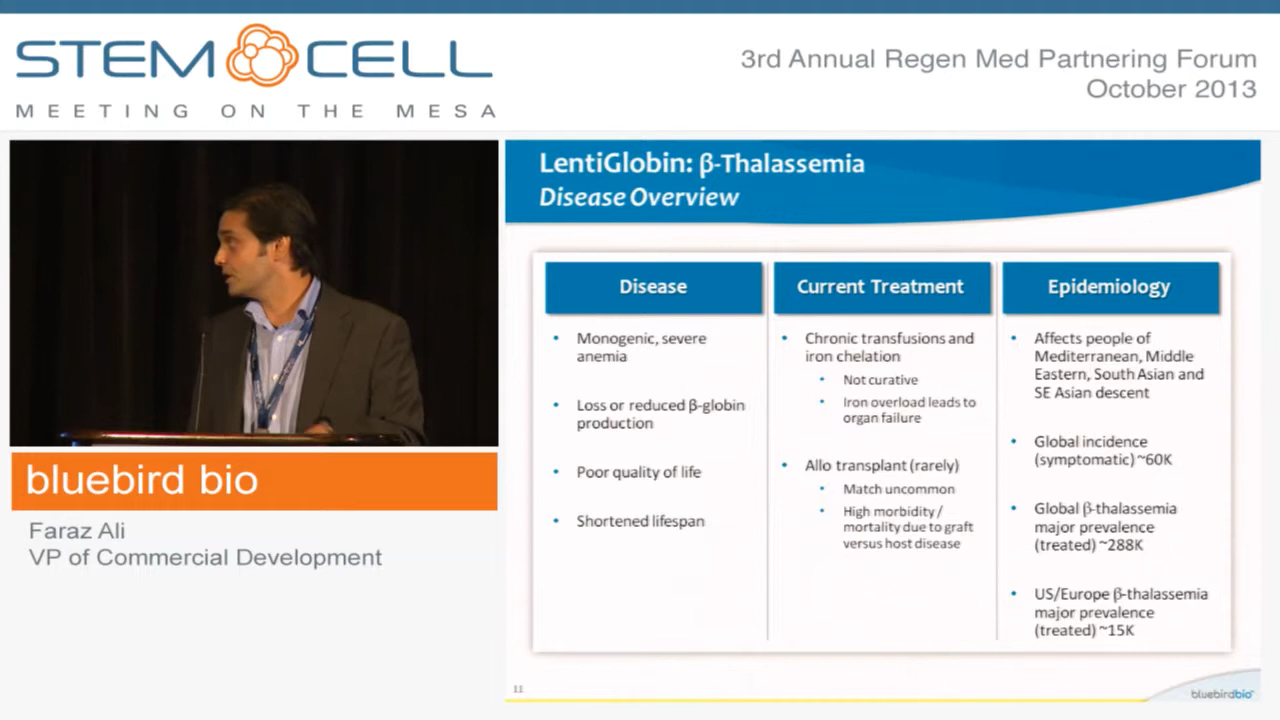 STEM CELL
MEETING ON THE MESA
3rd Annual Regen Med Partnering Forum
October 2013
bluebird bio
Faraz Ali
VP of Commercial Development
LentiGlobin: β-Thalassemia
Disease Overview
Disease
• Monogenic, severe
anemia
• Loss or reduced β-globin
production
• Poor quality of life
• Shortened lifespan
Current Treatment
• Chronic transfusions and
iron chelation
• Not curative
• Iron overload leads to
organ failure
• Allo transplant (rarely)
• Match uncommon
• High morbidity /
mortality due to graft
versus host disease
Epidemiology
• Affects people of
Mediterranean, Middle
Eastern, South Asian and
SE Asian descent
• Global incidence
(symptomatic) ~60K
• Global β-thalassemia
major prevalence
(treated) ~288K
• US/Europe β-thalassemia
major prevalence
(treated) ~15K
11
bluebirdbio